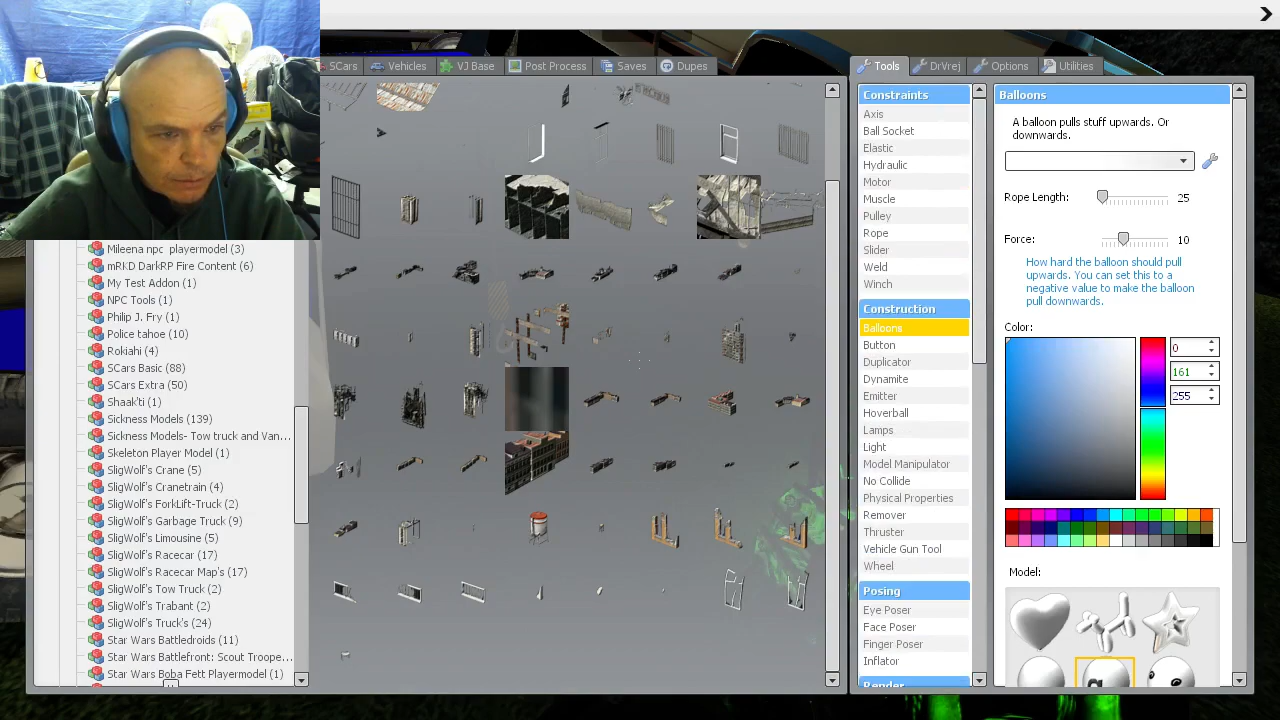 SCars
Vehicles
VJ Base
Post Process
Saves
Dupes
Tools
DrVrej
Options
Utilities
Mileena npc playermodel (3)
mRKD DarkRP Fire Content (6)
My Test Addon (1)
NPC Tools (1)
Philip J. Fry (1)
Police tahoe (10)
Rokiahi (4)
SCars Basic (88)
SCars Extra (50)
Shaak'ti (1)
Sickness Models (139)
Sickness Models- Tow truck and Van...
Skeleton Player Model (1)
SligWolf's Crane (5)
SligWolf's Cranetrain (4)
SligWolf's ForkLift-Truck (2)
SligWolf's Garbage Truck (9)
SligWolf's Limousine (5)
SligWolf's Racecar (17)
SligWolf's Racecar Map's (17)
SligWolf's Tow Truck (2)
SligWolf's Trabant (2)
SligWolf's Truck's (24)
Star Wars Battledroids (11)
Star Wars Battlefront: Scout Troope...
Star Wars Boba Fett Playermodel (1)
Constraints
Axis
Ball Socket
Elastic
Hydraulic
Motor
Muscle
Pulley
Rope
Slider
Weld
Winch
Construction
Balloons
Button
Duplicator
Dynamite
Emitter
Hoverball
Lamps
Light
Model Manipulator
No Collide
Physical Properties
Remover
Thruster
Vehicle Gun Tool
Wheel
Posing
Eye Poser
Face Poser
Finger Poser
Inflator
Render
Balloons
A balloon pulls stuff upwards. Or
downwards.
Rope Length: 25
Force: 10
How hard the balloon should pull
upwards. You can set this to a
negative value to make the balloon
pull downwards.
Color:
0
161
255
Model: